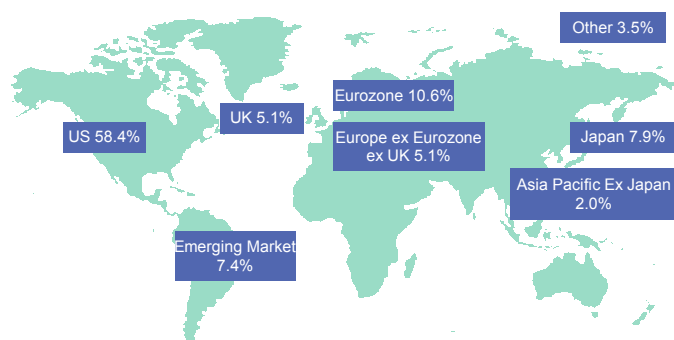 Other 3.5%
Eurozone 10.6%
UK 5.1%
US 58.4%
Europe ex Eurozone
ex UK 5.1%
Japan 7.9%
Asia Pacific Ex Japan
2.0%
Emerging Market
7.4%